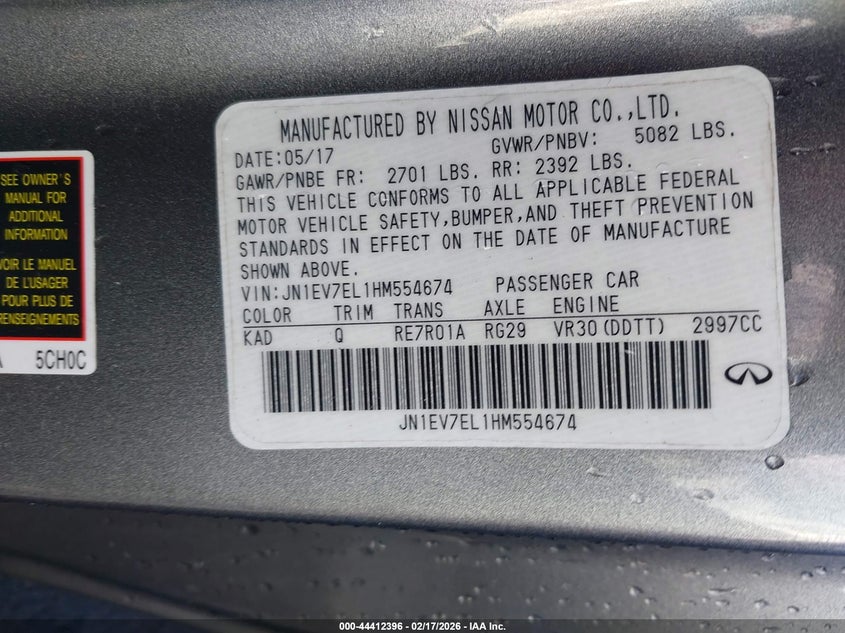 MANUFACTURED BY NISSAN MOTOR CO.,LTD.
DATE:05/17 GVWR/PNBV: 5082 LBS.
GAWR/PNBE FR: 2701 LBS. RR: 2392 LBS.
THIS VEHICLE CONFORMS TO ALL APPLICABLE FEDERAL
MOTOR VEHICLE SAFETY,BUMPER,AND THEFT PREVENTION
STANDARDS IN EFFECT ON THE DATE OF MANUFACTURE
SHOWN ABOVE.
VIN:JN1EV7EL1HM554674 PASSENGER CAR
COLOR TRIM TRANS AXLE ENGINE
KAD Q RE7R01A RG29 VR30(DDTT) 2997CC
JN1EV7EL1HM554674
SEE OWNER'S
MANUAL FOR
ADDITIONAL
INFORMATION
VOIR LE MANUEL
DE L'USAGER
POUR PLUS DE
RENSEIGNEMENTS
5CH0C
000-44412396 - 02/17/2026 - IAA Inc.